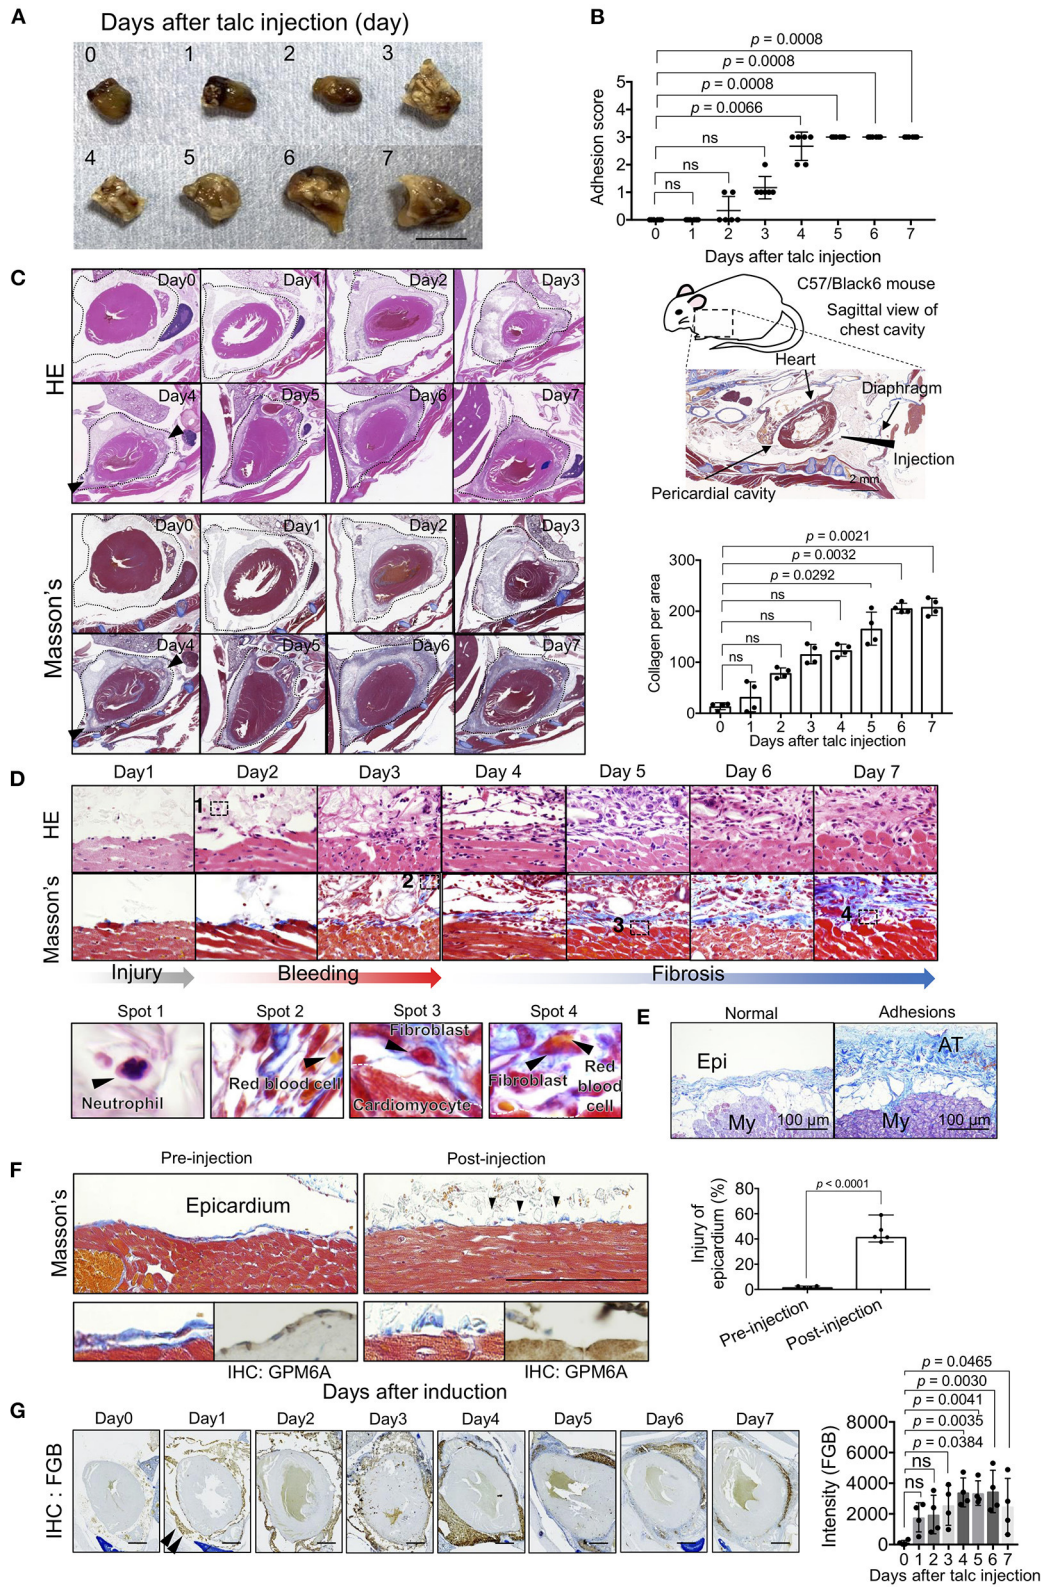 A
Days after talc injection (day)
0
1
2
3
4
5
6
7
B
p = 0.0008
p = 0.0008
p = 0.0008
p = 0.0066
ns
ns
ns
Adhesion score
5
4
3
2
1
0
0 1 2 3 4 5 6 7
Days after talc injection
C57/Black6 mouse
Sagittal view of
chest cavity
Heart
Diaphragm
Injection
2 mm
Pericardial cavity
C
HE
Day0
Day1
Day2
Day3
Day4
Day5
Day6
Day7
Masson's
Day0
Day1
Day2
Day3
Day4
Day5
Day6
Day7
p = 0.0021
p = 0.0032
p = 0.0292
ns
ns
ns
ns
Collagen per area
300
200
100
0
0 1 2 3 4 5 6 7
Days after talc injection
D
Day1
Day2
Day3
Day 4
Day 5
Day 6
Day 7
HE
1
Masson's
2
3
4
Injury
Bleeding
Fibrosis
Spot 1
Spot 2
Spot 3
Spot 4
Neutrophil
Red blood cell
Fibroblast
Cardiomyocyte
Fibroblast
Red
blood
cell
E
Normal
Adhesions
Epi
My
100 μm
AT
My
100 μm
F
Pre-injection
Post-injection
Masson's
Epicardium
IHC: GPM6A
IHC: GPM6A
p < 0.0001
Injury of
epicardium (%)
80
60
40
20
0
Pre-injection
Post-injection
G
Days after induction
Day0
Day1
Day2
Day3
Day4
Day5
Day6
Day7
IHC : FGB
p = 0.0465
p = 0.0030
p = 0.0041
p = 0.0035
p = 0.0384
ns
ns
Intensity (FGB)
8000
6000
4000
2000
0
0 1 2 3 4 5 6 7
Days after talc injection